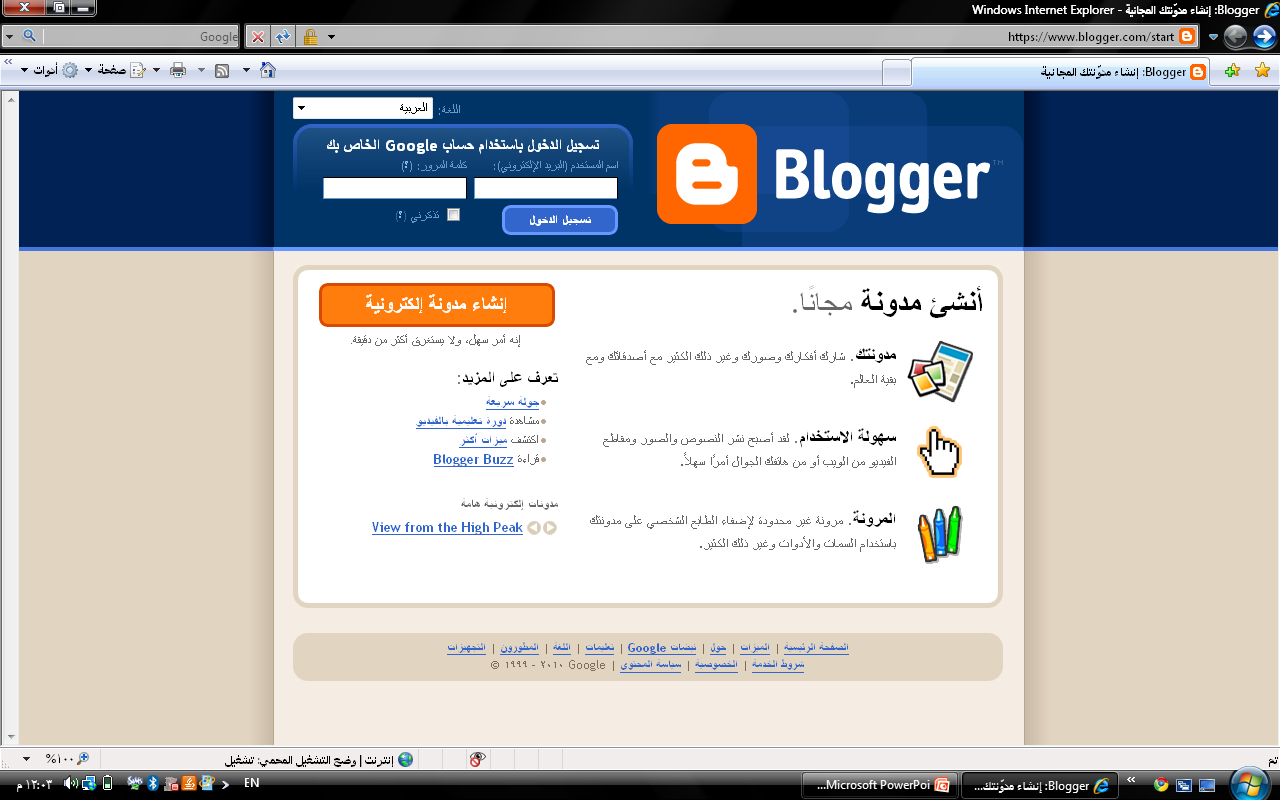 Blogger: إنشاء مدوّنتك المجانية - Windows Internet Explorer
https://www.blogger.com/start
Google
Blogger: إنشاء مدوّنتك المجانية
صفحة
أدوات
اللغة:
العربية
Blogger™
تسجيل الدخول باستخدام حساب Google الخاص بك
اسم المستخدم (البريد الإلكتروني):
كلمة المرور: (؟)
تسجيل الدخول
تذكرني (؟)
أنشئ مدونة مجانًا.
مدونتك. شارك أفكارك وصورك وغير ذلك الكثير مع أصدقائك ومع
بقية العالم.
سهولة الاستخدام. لقد أصبح نشر النصوص والصور ومقاطع
الفيديو من الويب أو من هاتفك الجوال أمرًا سهلاً.
المرونة. مرونة غير محدودة لإضفاء الطابع الشخصي على مدونتك
باستخدام السمات والأدوات وغير ذلك الكثير.
إنشاء مدونة إلكترونية
إنه أمر سهل، ولا يستغرق أكثر من دقيقة.
تعرف على المزيد:
جولة سريعة
مشاهدة دورة تعليمية بالفيديو
اكتشف ميزات أكثر
قراءة Blogger Buzz
مدونات إلكترونية هامة
View from the High Peak
الصفحة الرئيسية | الميزات | حول | نبضات Google | تعليمات | اللغة | المطورون | التجهيزات
شروط الخدمة | الخصوصية | سياسة المحتوى | Google ٢٠١٠ - ١٩٩٩ ©
تم
إنترنت | وضع التشغيل المحمي: تشغيل
١٠٠%
Blogger: إنشاء مدوّنتك...
Microsoft PowerPoi...
EN
١٢:٠٣ م